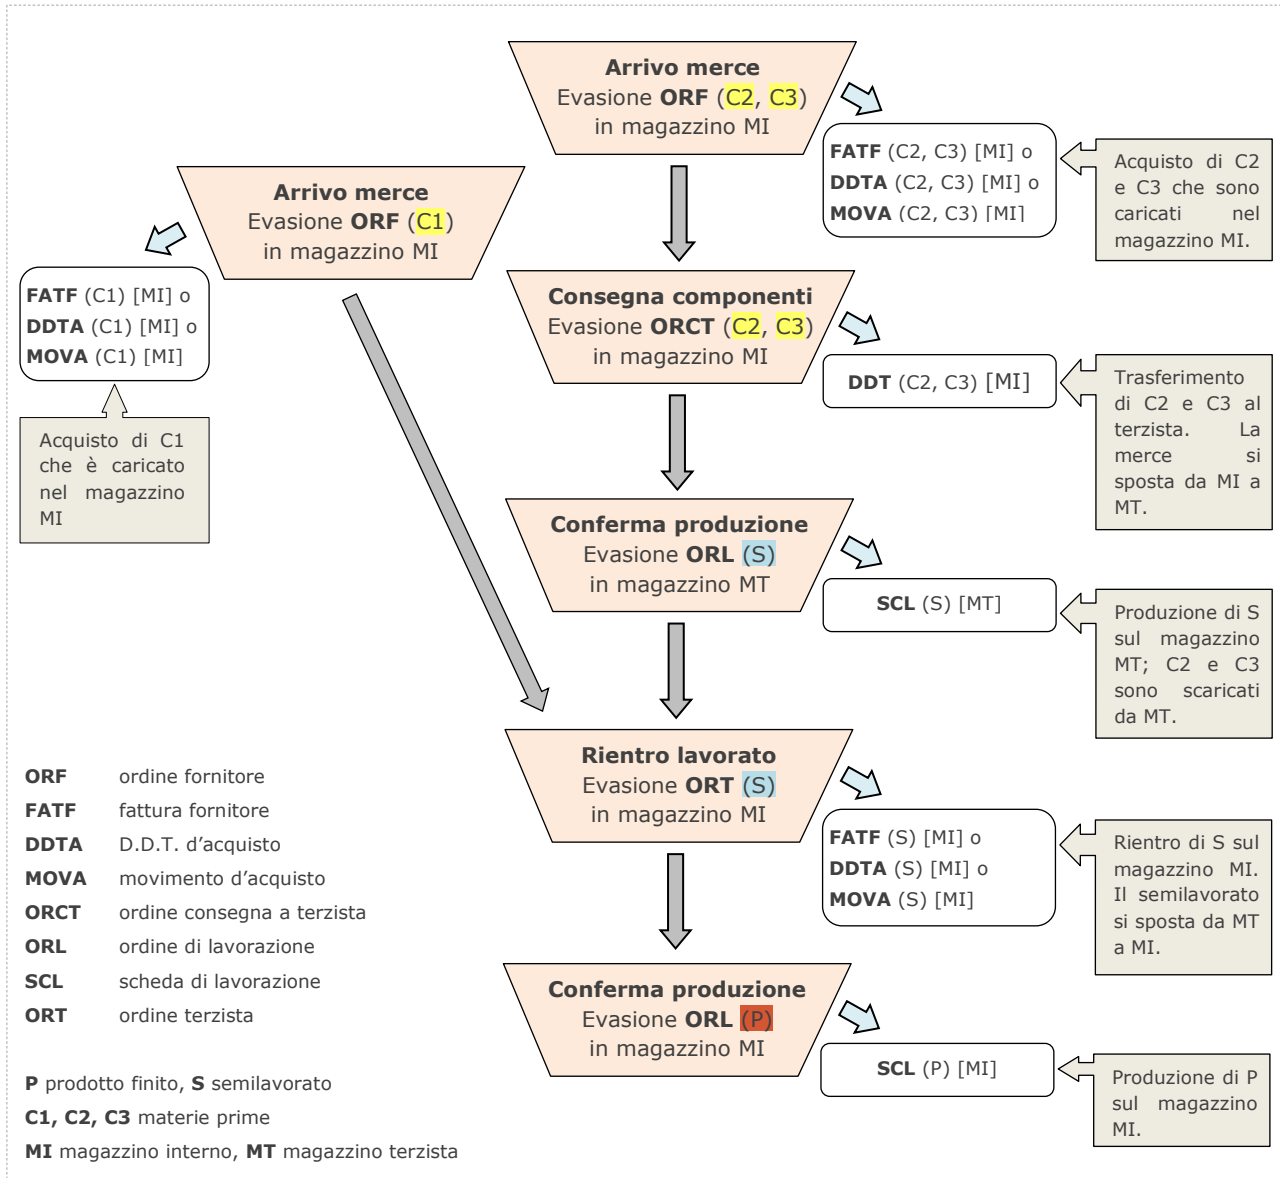 Arrivo merce
Evasione ORF (C2, C3)
in magazzino MI
FATF (C2, C3) [MI] o
DDTA (C2, C3) [MI] o
MOVA (C2, C3) [MI]
Acquisto di C2
e C3 che sono
caricati nel
magazzino MI.
Arrivo merce
Evasione ORF (C1)
in magazzino MI
FATF (C1) [MI] o
DDTA (C1) [MI] o
MOVA (C1) [MI]
Acquisto di C1
che è caricato
nel magazzino
MI
Consegna componenti
Evasione ORCT (C2, C3)
in magazzino MI
DDT (C2, C3) [MI]
Trasferimento
di C2 e C3 al
terzista. La
merce si
sposta da MI a
MT.
Conferma produzione
Evasione ORL (S)
in magazzino MT
SCL (S) [MT]
Produzione di S
sul magazzino
MT; C2 e C3
sono scaricati
da MT.
Rientro lavorato
Evasione ORT (S)
in magazzino MI
FATF (S) [MI] o
DDTA (S) [MI] o
MOVA (S) [MI]
Rientro di S sul
magazzino MI.
Il semilavorato
si sposta da MT
a MI.
Conferma produzione
Evasione ORL (P)
in magazzino MI
SCL (P) [MI]
Produzione di P
sul magazzino
MI.
ORF ordine fornitore
FATF fattura fornitore
DDTA D.D.T. d'acquisto
MOVA movimento d'acquisto
ORCT ordine consegna a terzista
ORL ordine di lavorazione
SCL scheda di lavorazione
ORT ordine terzista
P prodotto finito, S semilavorato
C1, C2, C3 materie prime
MI magazzino interno, MT magazzino terzista